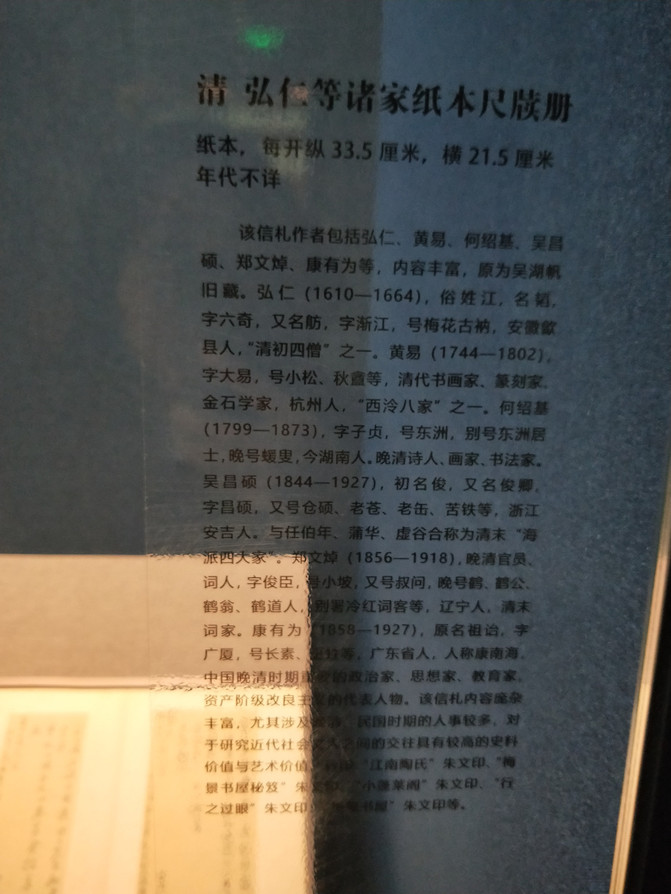 清 弘仁等诸家纸本尺牍册
纸本，每开纵 33.5 厘米，横 21.5 厘米
年代不详
该信札作者包括弘仁、黄易、何绍基、吴昌
硕、郑文焯、康有为等，内容丰富，原为吴湖帆
旧藏。弘仁（1610—1664），俗姓江，名韬，
字六奇，又名舫，字渐江，号梅花古衲，安徽歙
县人，“清初四僧”之一。黄易（1744—1802），
字大易，号小松、秋盦等，清代书画家、篆刻家、
金石学家，杭州人，“西泠八家”之一。何绍基
（1799—1873），字子贞，号东洲，别号东洲居
士，晚号蝯叟，今湖南人。晚清诗人、画家、书法家。
吴昌硕（1844—1927），初名俊，又名俊卿，
字昌硕，又号仓硕、老苍、老缶、苦铁等，浙江
安吉人。与任伯年、蒲华、虚谷合称为清末“海
派四大家”。郑文焯（1856—1918），晚清官员、
词人，字俊臣，号小坡，又号叔问，晚号鹤、鹤公、
鹤翁、鹤道人，别署冷红词客等，辽宁人，清末
词家。康有为（1858—1927），原名祖诒，字
广厦，号长素、等，广东省人，人称康南海，
中国晚清时期重要的政治家、思想家、教育家，
资产阶级改良主义的代表人物。该信札内容庞杂
丰富，尤其涉及民国时期的人事较多，对
于研究近代社会文人之间的交往具有较高的史料
价值与艺术价值。“江南陶氏”朱文印、“梅
景书屋秘笈”朱文印、“小蓬莱阁”朱文印、“行
之过眼”朱文印、书屋”朱文印等。